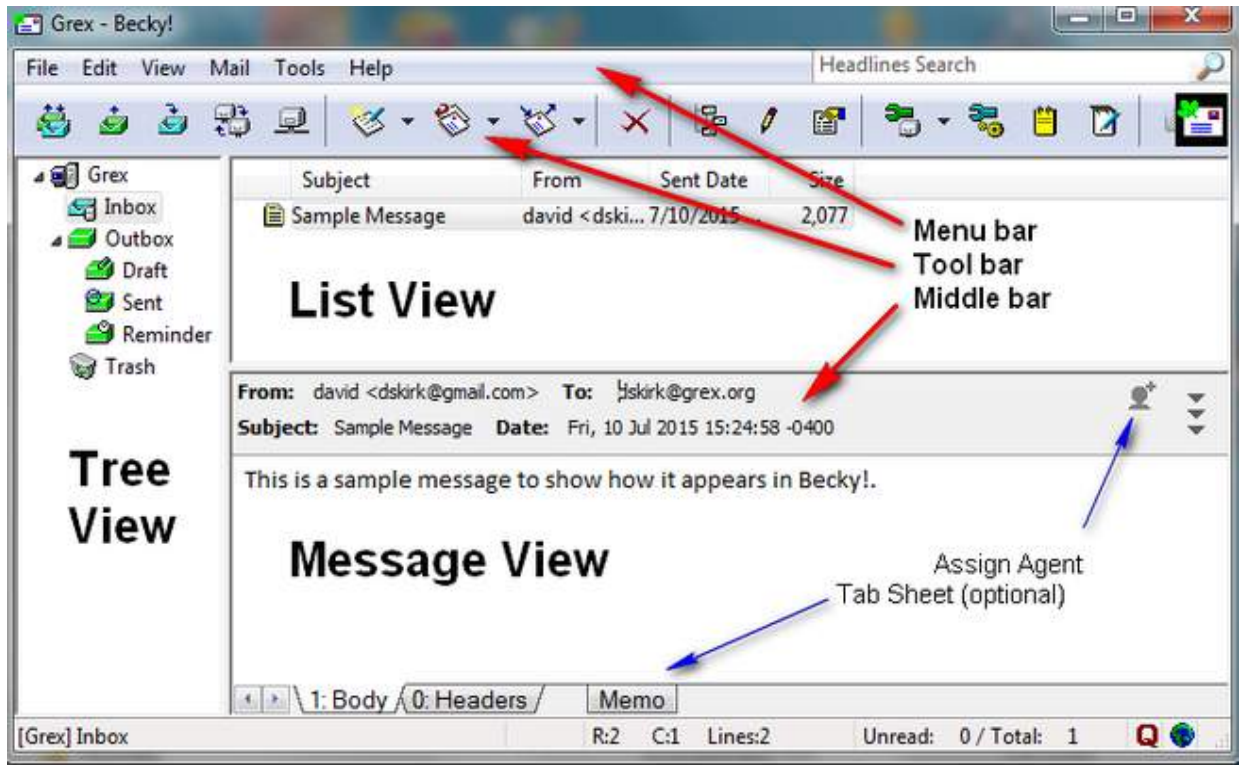 Grex - Becky!
File Edit View Mail Tools Help Headlines Search
Grex
Inbox
Outbox
Draft
Sent
Reminder
Trash
Tree
View
Subject From Sent Date Size
Sample Message david <dski... 7/10/2015 ... 2,077
List View
Menu bar
Tool bar
Middle bar
From: david <dskirk@gmail.com> To: dskirk@grex.org
Subject: Sample Message Date: Fri, 10 Jul 2015 15:24:58 -0400
This is a sample message to show how it appears in Becky!.
Message View
Assign Agent
Tab Sheet (optional)
1: Body 0: Headers Memo
[Grex] Inbox R:2 C:1 Lines:2 Unread: 0 / Total: 1 Q